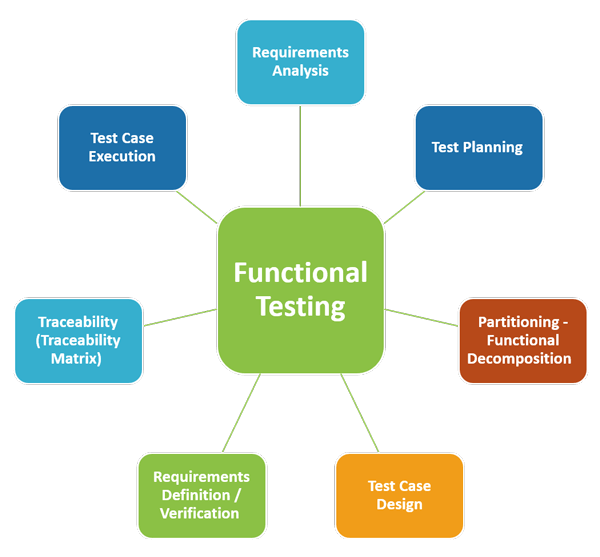 Requirements
Analysis
Test Case
Execution
Test Planning
Functional
Testing
Traceability
(Traceability
Matrix)
Partitioning -
Functional
Decomposition
Requirements
Definition /
Verification
Test Case
Design